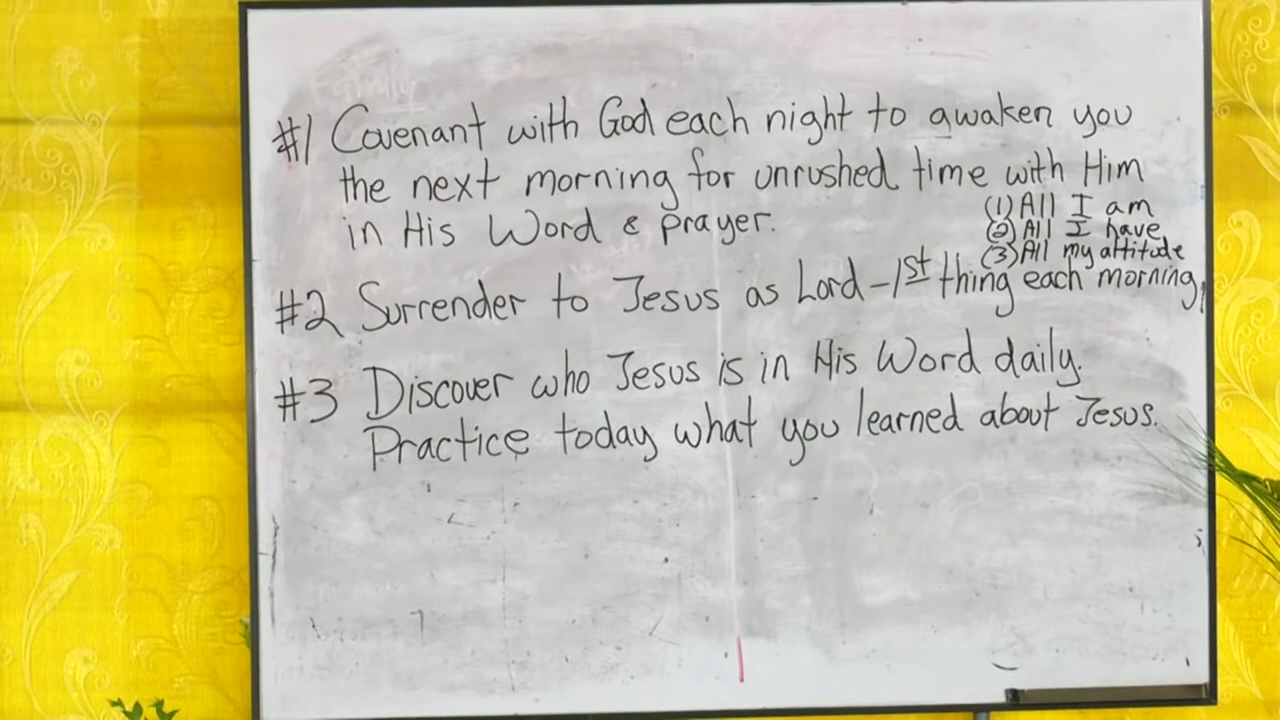 #1 Covenant with God each night to awaken you
the next morning for unrushed time with Him
in His Word & prayer.
(1) All I am
(2) All I have
(3) All my attitude
#2 Surrender to Jesus as Lord - 1st thing each morning,
#3 Discover who Jesus is in His Word daily.
Practice today what you learned about Jesus.